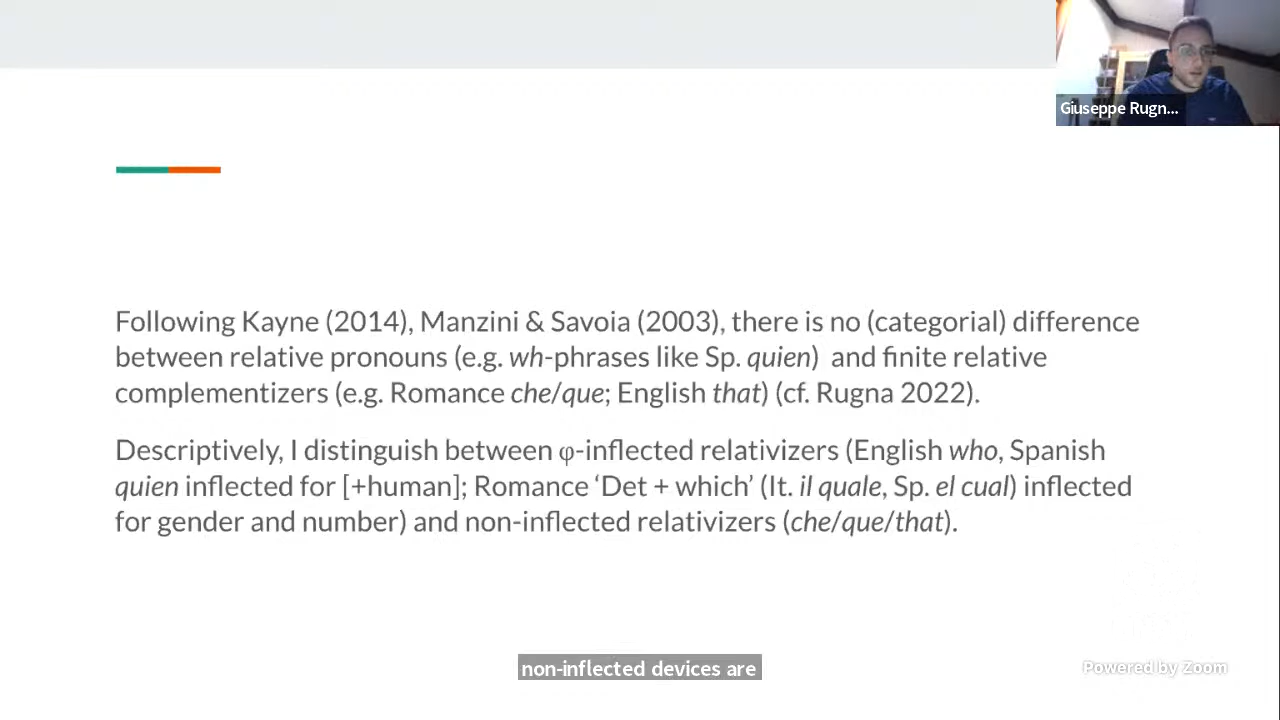 Giuseppe Rugn...
Following Kayne (2014), Manzini & Savoia (2003), there is no (categorial) difference
between relative pronouns (e.g. wh-phrases like Sp. quien) and finite relative
complementizers (e.g. Romance che/que; English that) (cf. Rugna 2022).
Descriptively, I distinguish between φ-inflected relativizers (English who, Spanish
quien inflected for [+human]; Romance ‘Det + which’ (It. il quale, Sp. el cual) inflected
for gender and number) and non-inflected relativizers (che/que/that).
non-inflected devices are
Powered by Zoom